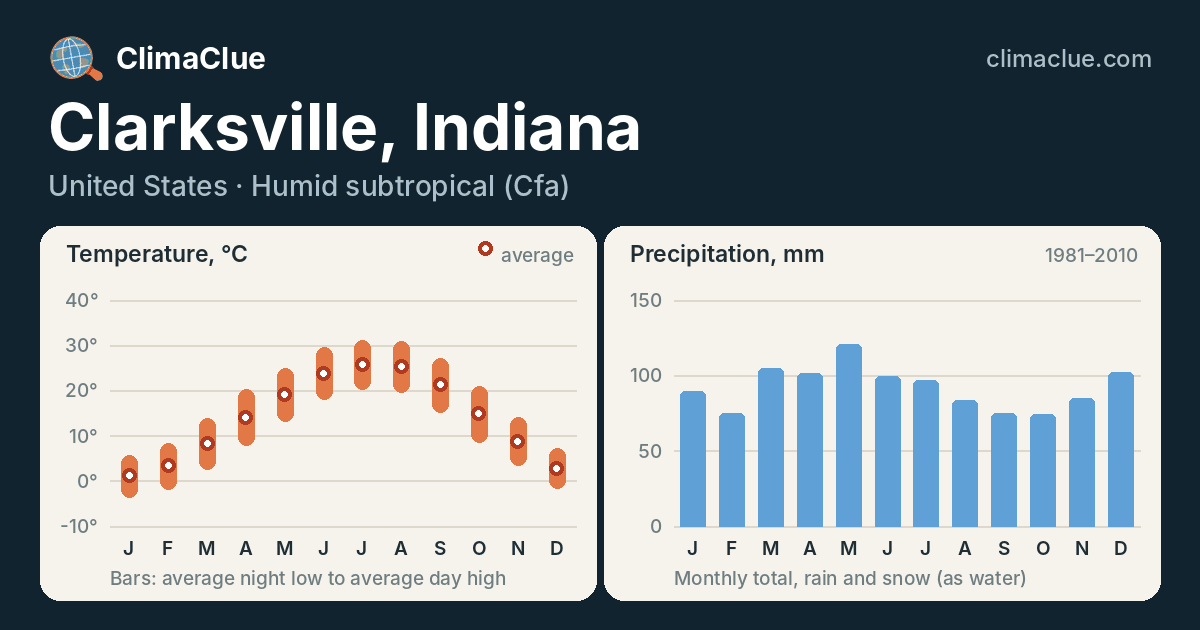 ClimaClue
climaclue.com
Clarksville, Indiana
United States · Humid subtropical (Cfa)
Temperature, °C
average
40°
30°
20°
10°
0°
-10°
J F M A M J J A S O N D
Bars: average night low to average day high
Precipitation, mm
1981–2010
150
100
50
0
J F M A M J J A S O N D
Monthly total, rain and snow (as water)